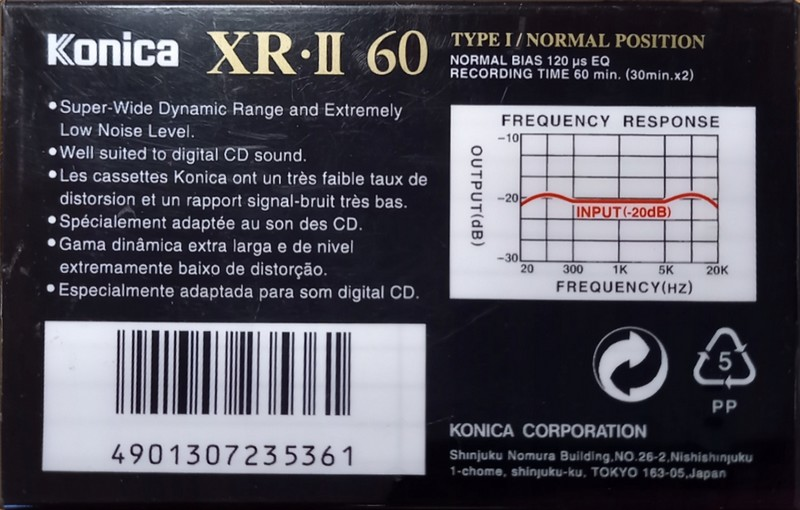 Konica XR·II 60
TYPE I / NORMAL POSITION
NORMAL BIAS 120 µs EQ
RECORDING TIME 60 min. (30min.x2)
•Super-Wide Dynamic Range and Extremely
Low Noise Level.
•Well suited to digital CD sound.
•Les cassettes Konica ont un très faible taux de
distorsion et un rapport signal-bruit très bas.
•Spécialement adaptée au son des CD.
•Gama dinâmica extra larga e de nivel
extremamente baixo de distorção.
•Especialmente adaptada para som digital CD.
FREQUENCY RESPONSE
OUTPUT(dB)
-10
-20
-30
INPUT(-20dB)
20 300 1K 5K 20K
FREQUENCY(HZ)
5
PP
4901307235361
KONICA CORPORATION
Shinjuku Nomura Building,NO.26-2,Nishishinjuku
1-chome, shinjuku-ku, TOKYO 163-05,Japan